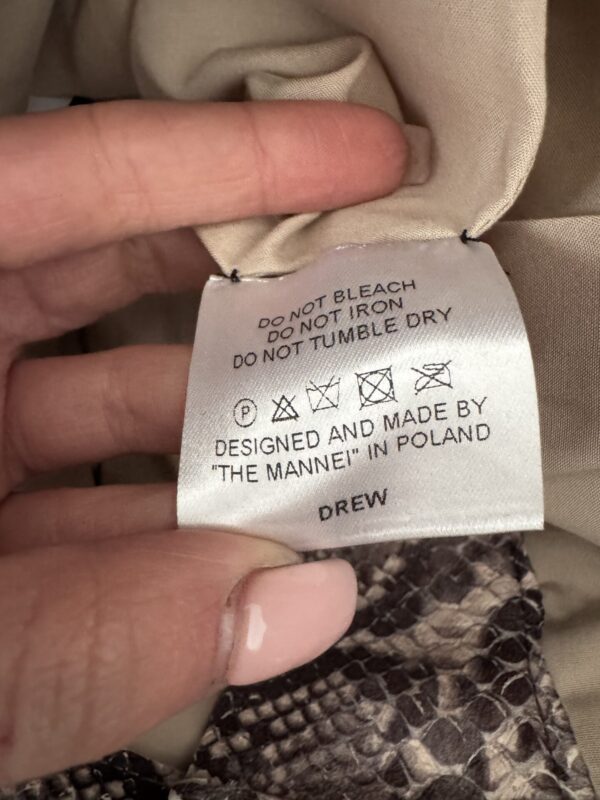 DO NOT BLEACH
DO NOT IRON
DO NOT TUMBLE DRY
P
DESIGNED AND MADE BY
"THE MANNEI" IN POLAND
DREW